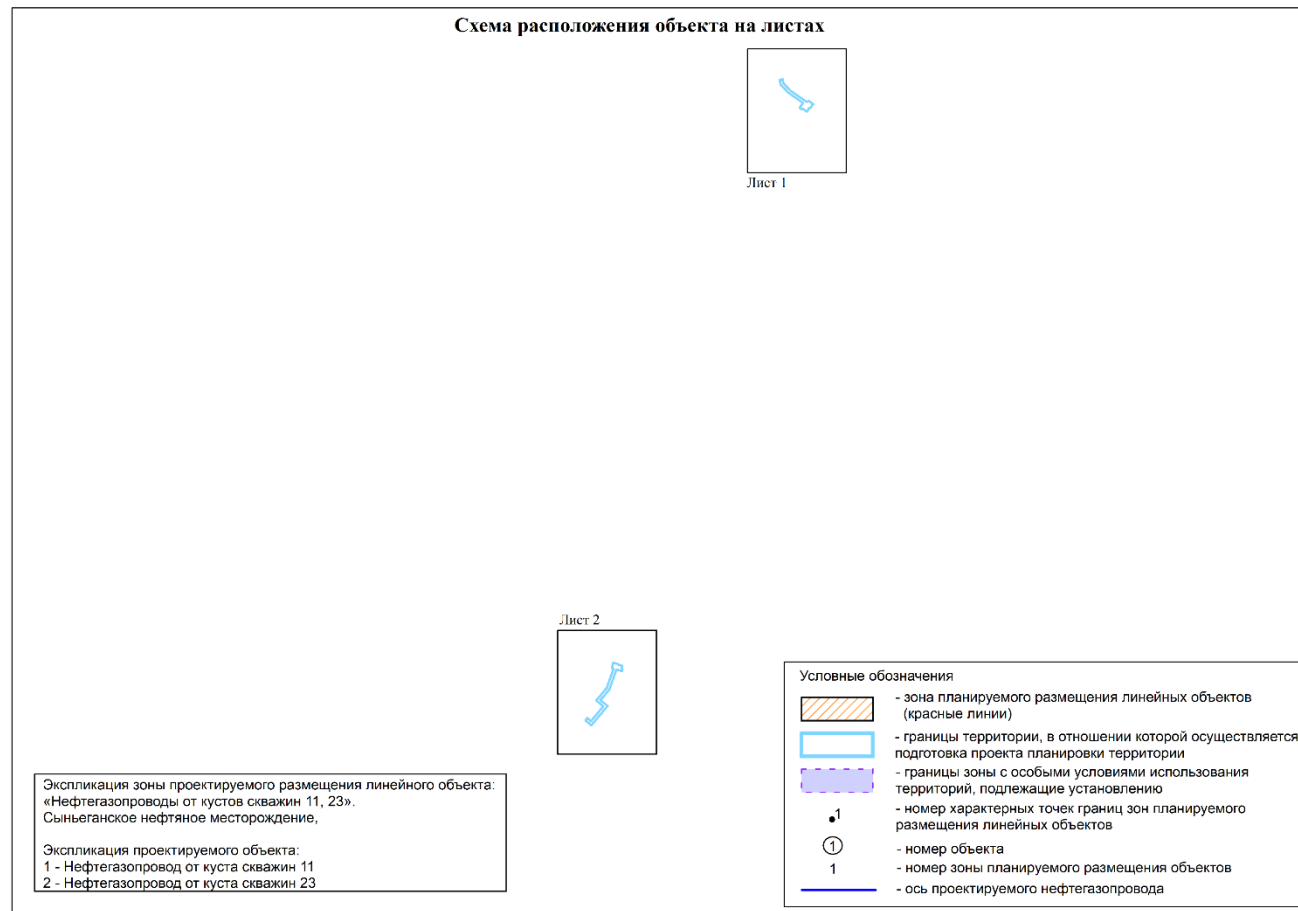 Схема расположения объекта на листах
Лист 1
Лист 2
Экспликация зоны проектируемого размещения линейного объекта:
«Нефтегазопроводы от кустов скважин 11, 23».
Сыньеганское нефтяное месторождение,
Экспликация проектируемого объекта:
1 - Нефтегазопровод от куста скважин 11
2 - Нефтегазопровод от куста скважин 23
Условные обозначения
- зона планируемого размещения линейных объектов
(красные линии)
- границы территории, в отношении которой осуществляется
подготовка проекта планировки территории
- границы зоны с особыми условиями использования
территорий, подлежащие установлению
1
- номер характерных точек границ зон планируемого
размещения линейных объектов
1 - номер объекта
1 - номер зоны планируемого размещения объектов
- ось проектируемого нефтегазопровода